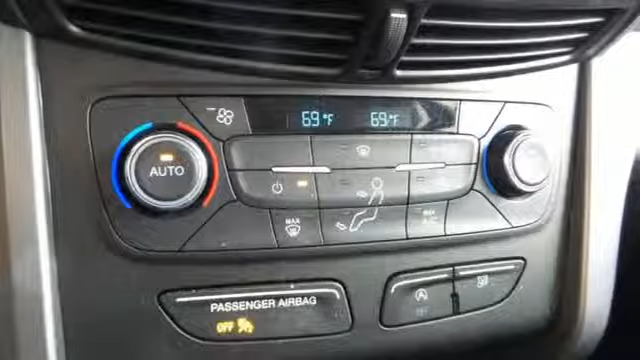 69°F 69°F
AUTO
MAX
MAX
A/C
PASSENGER AIRBAG
OFF
A